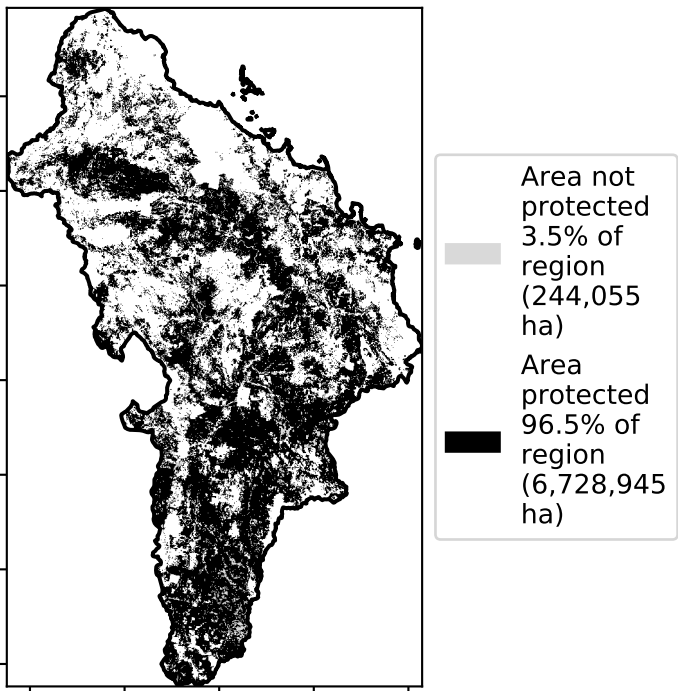 Area not
protected
3.5% of
region
(244,055
ha)
Area
protected
96.5% of
region
(6,728,945
ha)